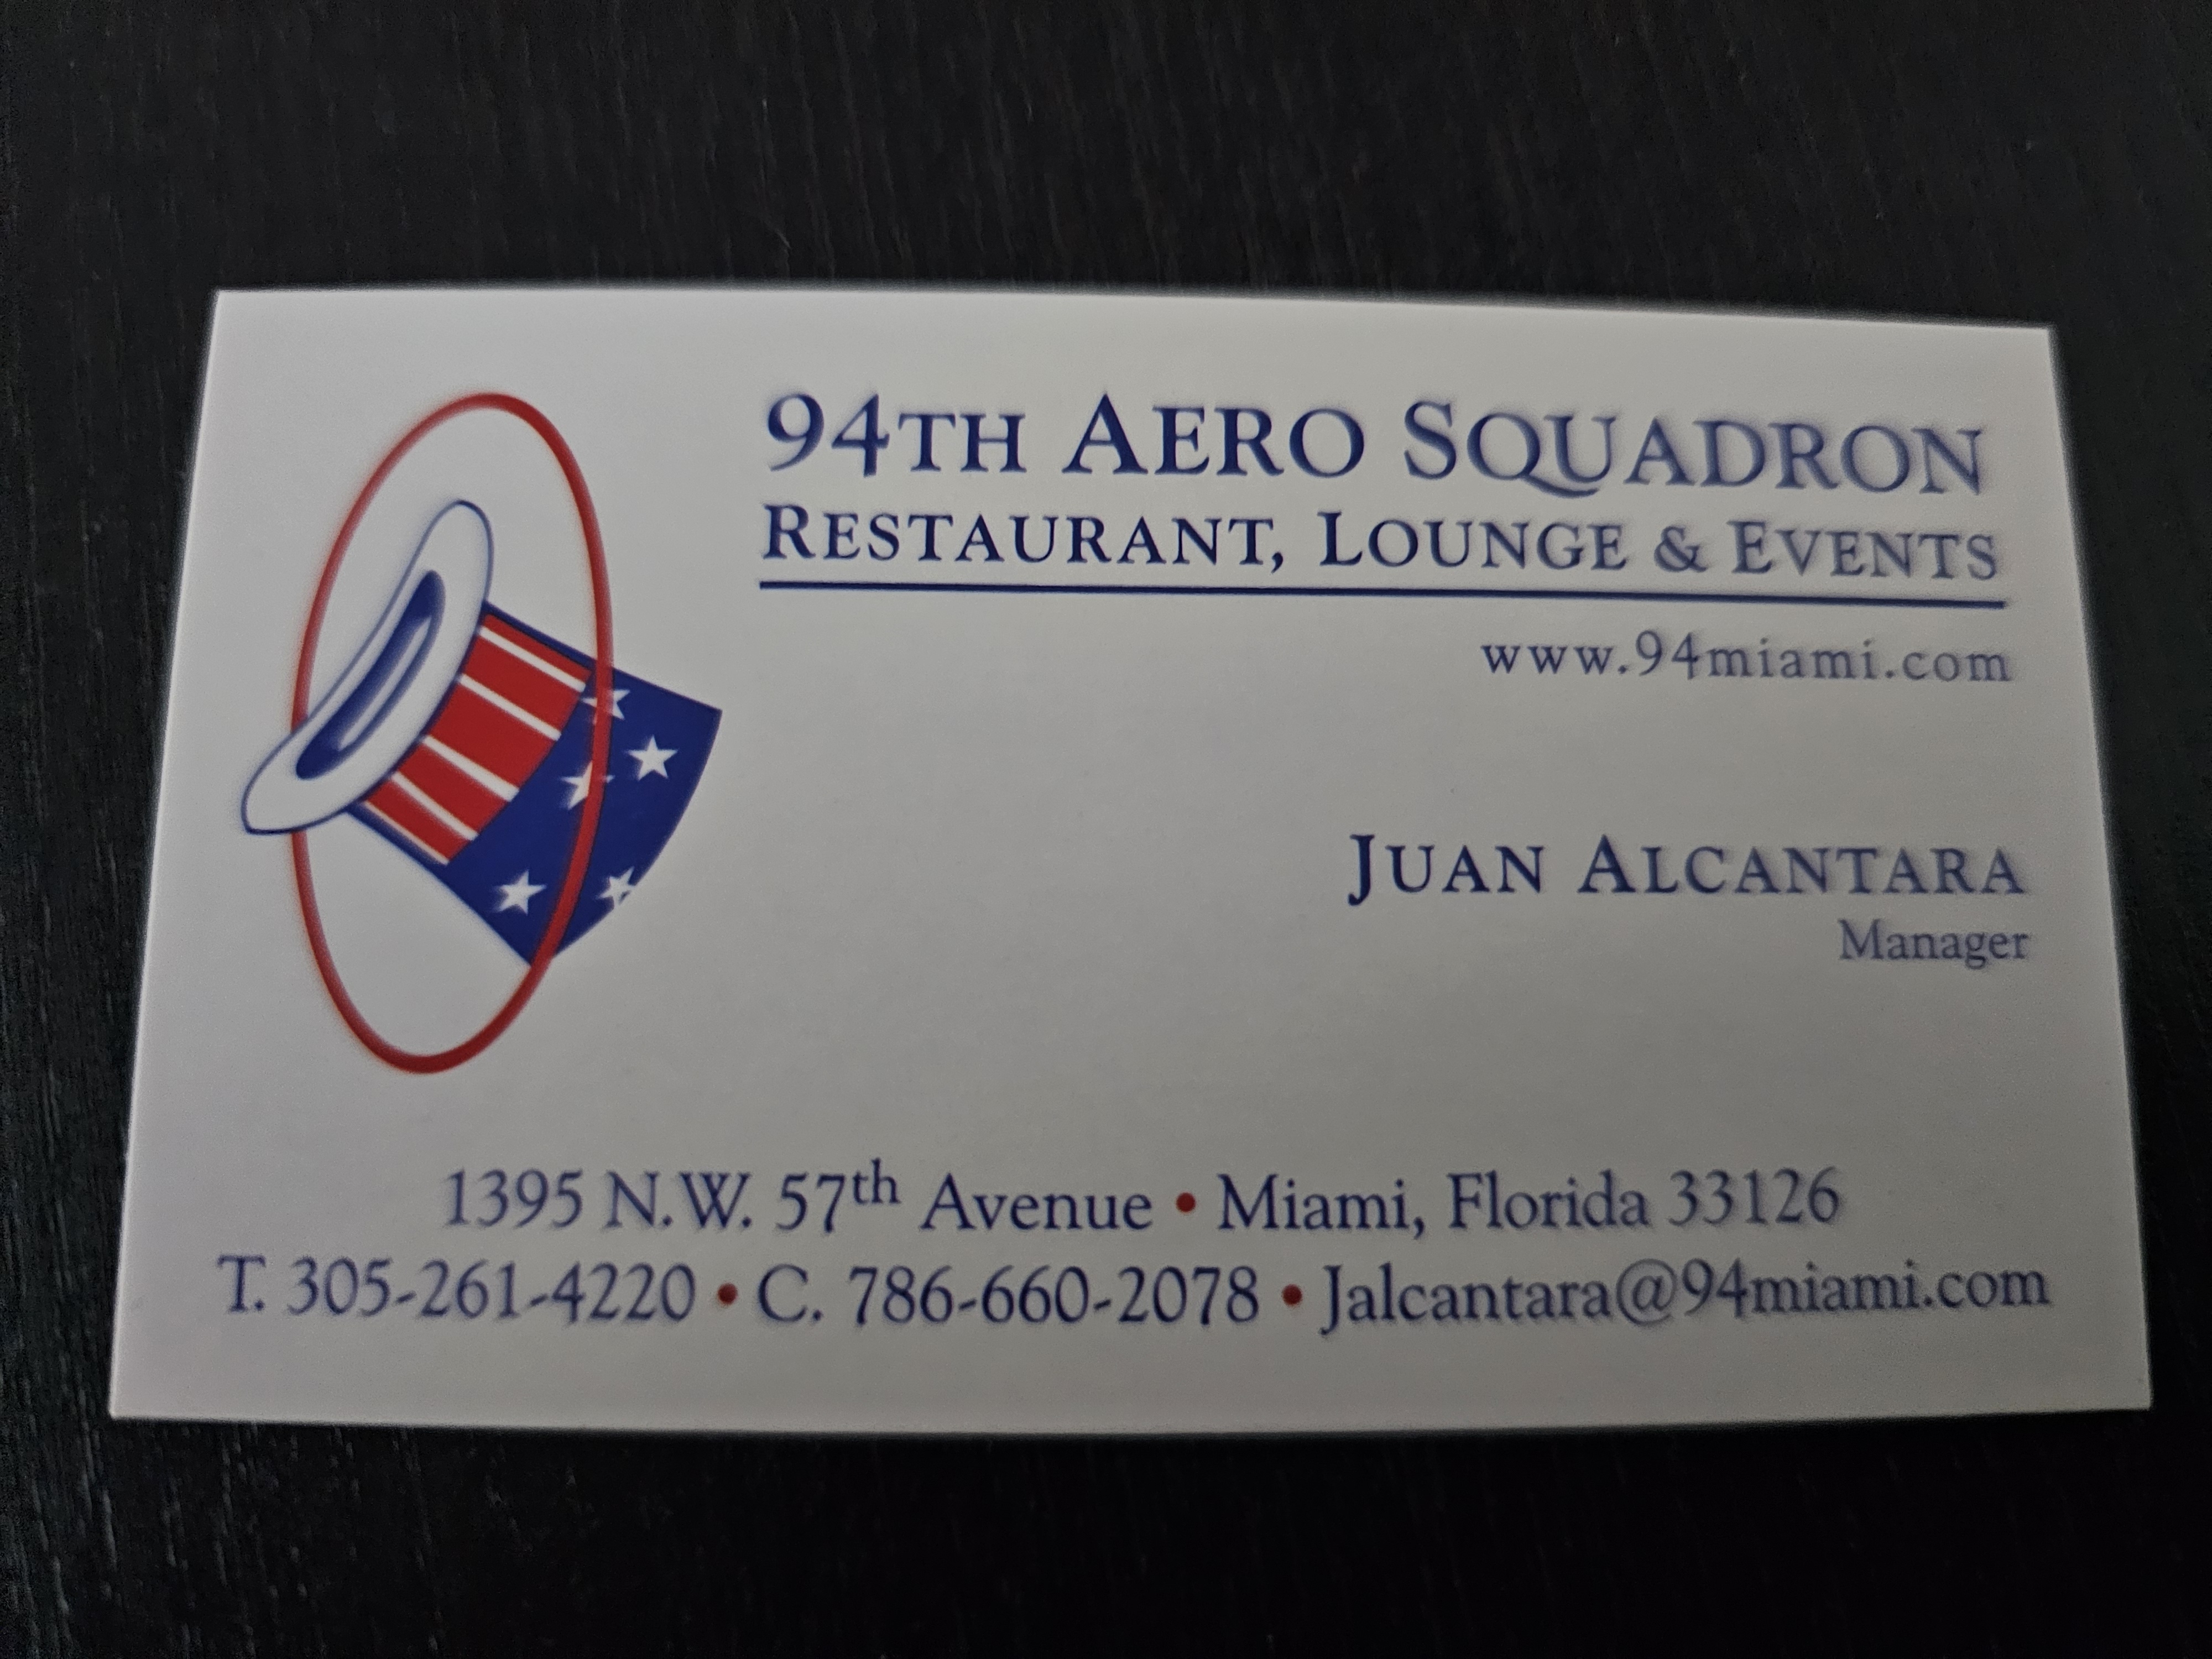 94TH AERO SQUADRON
RESTAURANT, LOUNGE & EVENTS
www.94miami.com
JUAN ALCANTARA
Manager
1395 N.W. 57th Avenue • Miami, Florida 33126
T. 305-261-4220 • C. 786-660-2078 • Jalcantara@94miami.com